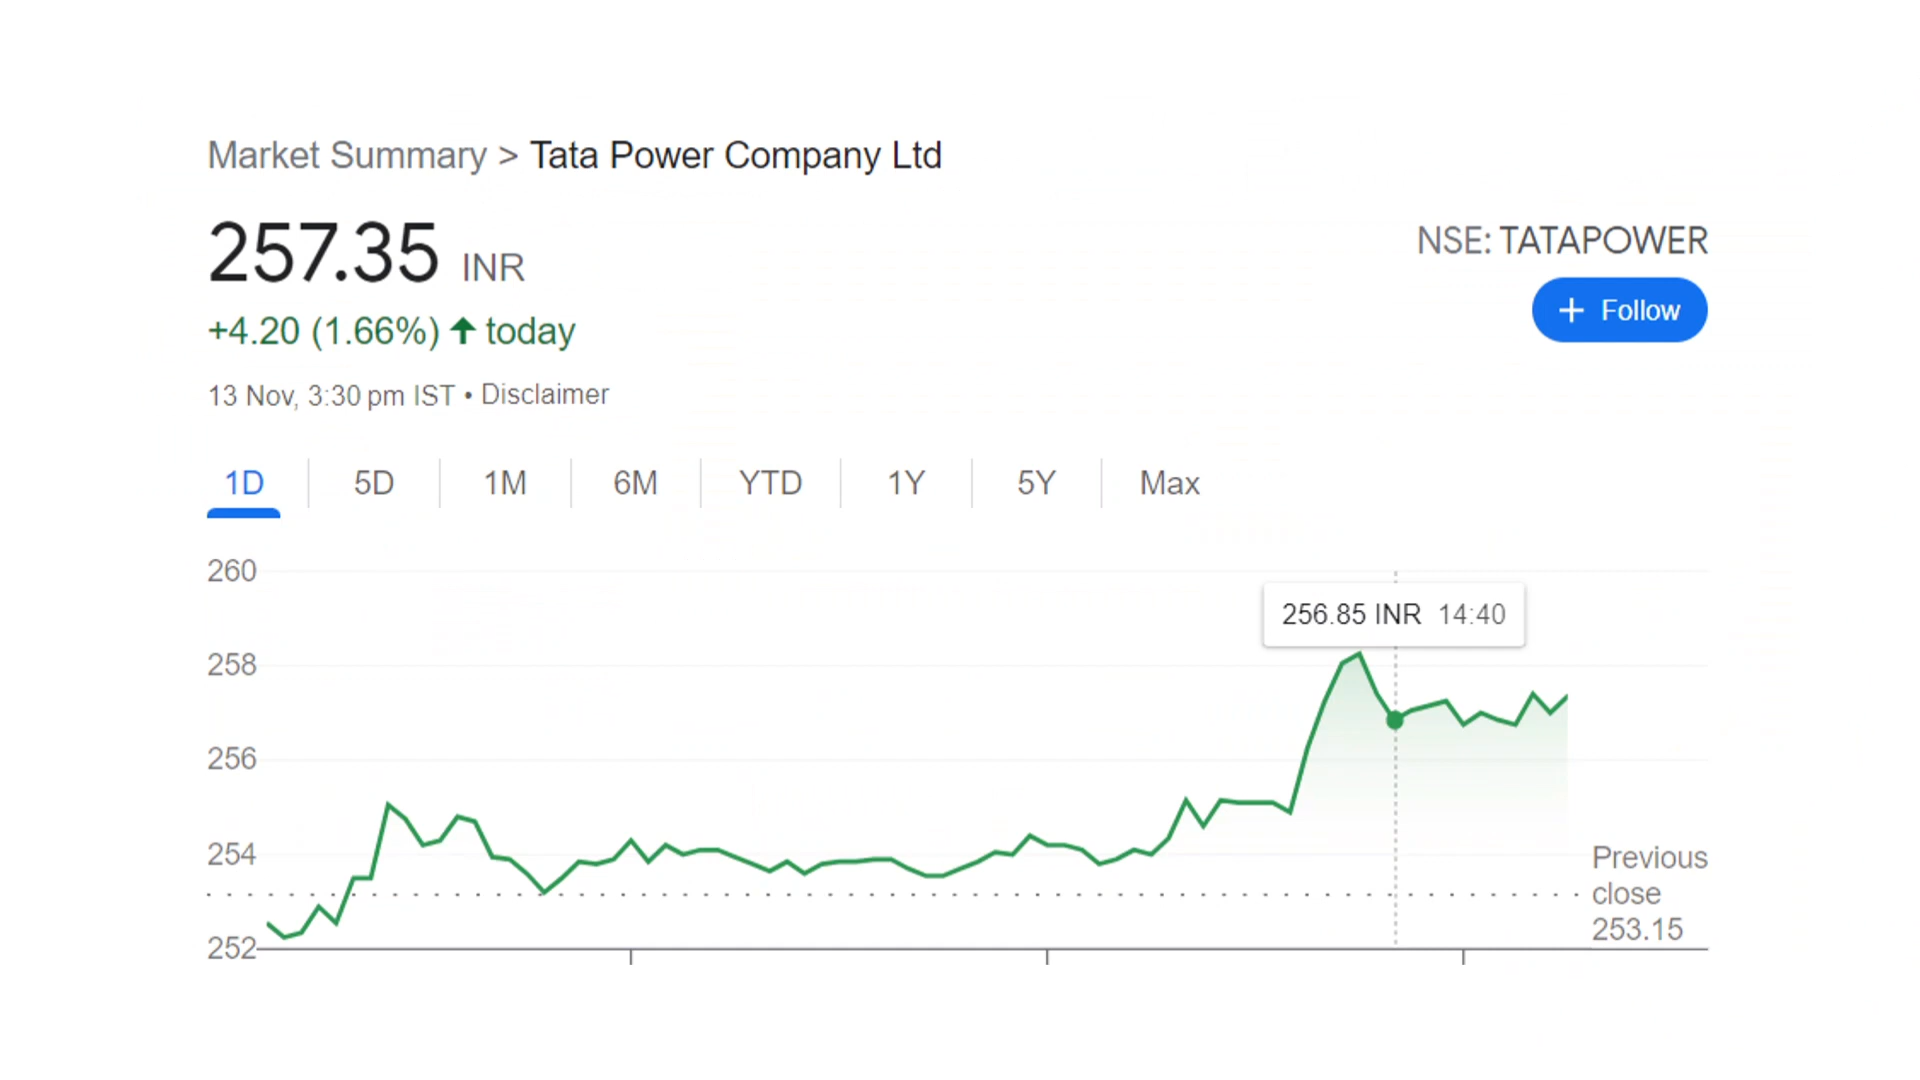 Market Summary > Tata Power Company Ltd
257.35 INR
NSE: TATAPOWER
+ Follow
+4.20 (1.66%) ↑ today
13 Nov, 3:30 pm IST • Disclaimer
1D 5D 1M 6M YTD 1Y 5Y Max
260
256.85 INR 14:40
258
256
254
Previous
close
253.15
252